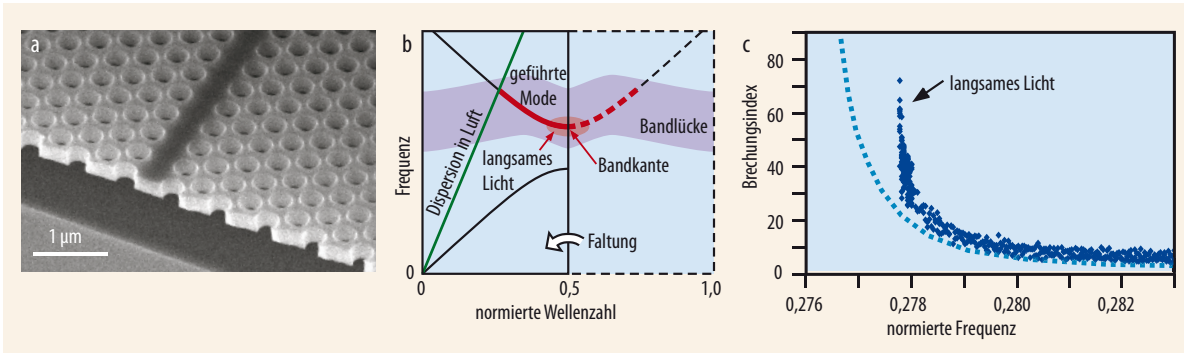 a
1 µm
b
Frequenz
0
Dispersion in Luft
geführte
Mode
langsames
Licht
Bandlücke
Bandkante
Faltung
0
0,5
1,0
normierte Wellenzahl
c
Brechungsindex
80
60
40
20
0
langsames Licht
0,276
0,278
0,280
0,282
normierte Frequenz